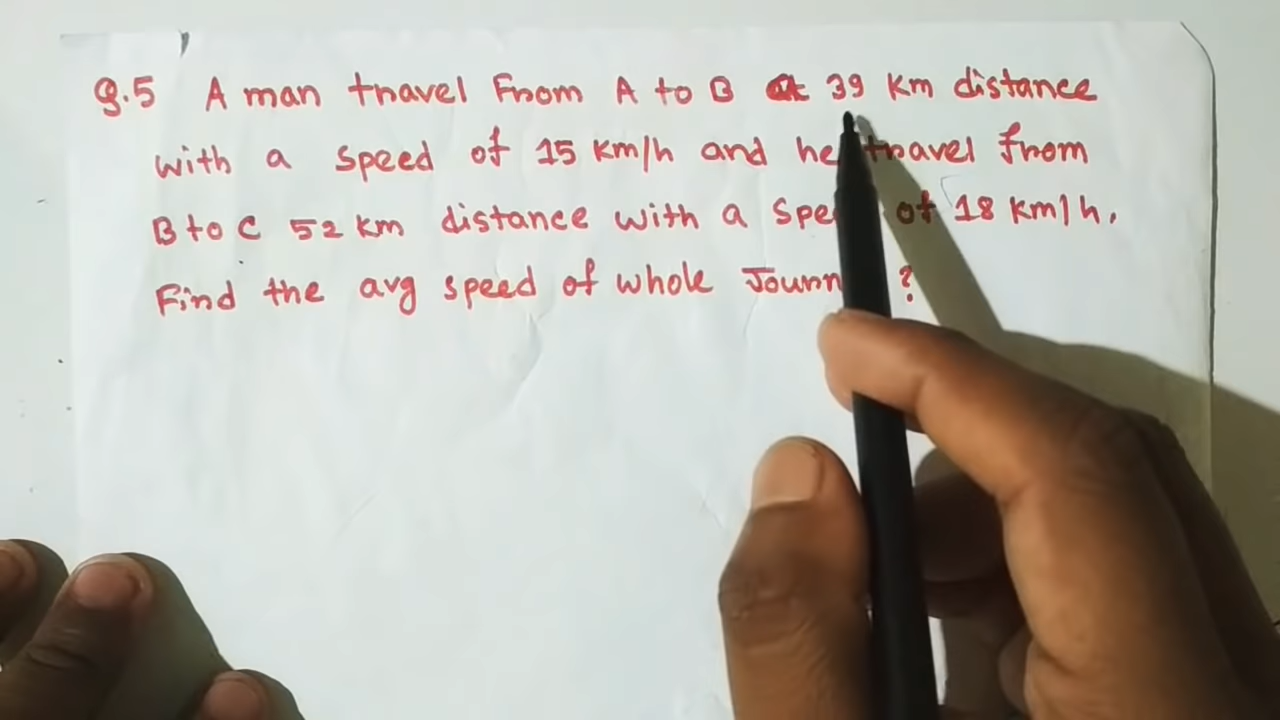 Q.5 A man travel From A to B at 39 Km distance
with a speed of 15 km/h and he travel from
B to C 52 km distance with a spe of 18 km/h.
Find the avg speed of whole Journ ?